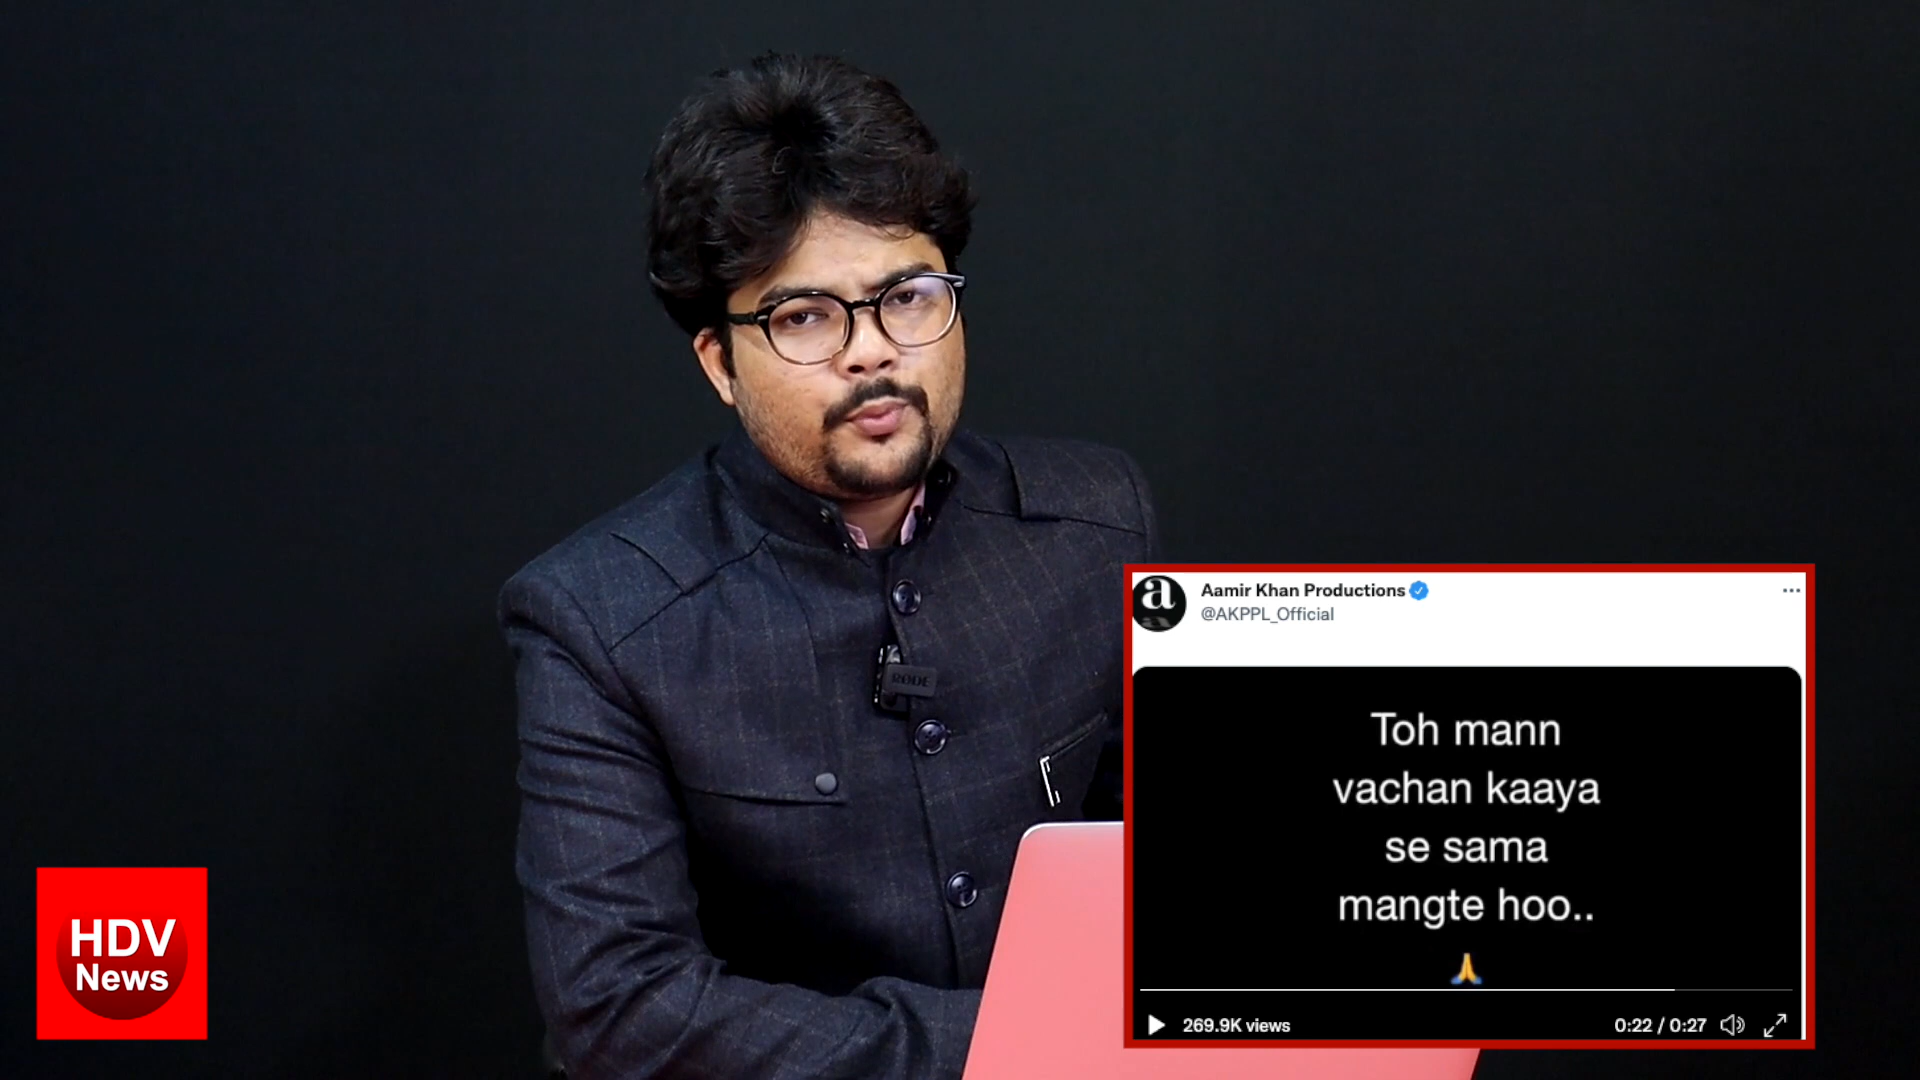 RODE
Aamir Khan Productions
@AKPPL_Official
Toh mann
vachan kaaya
se sama
mangte hoo..
🙏
269.9K views
0:22 / 0:27
HDV
News